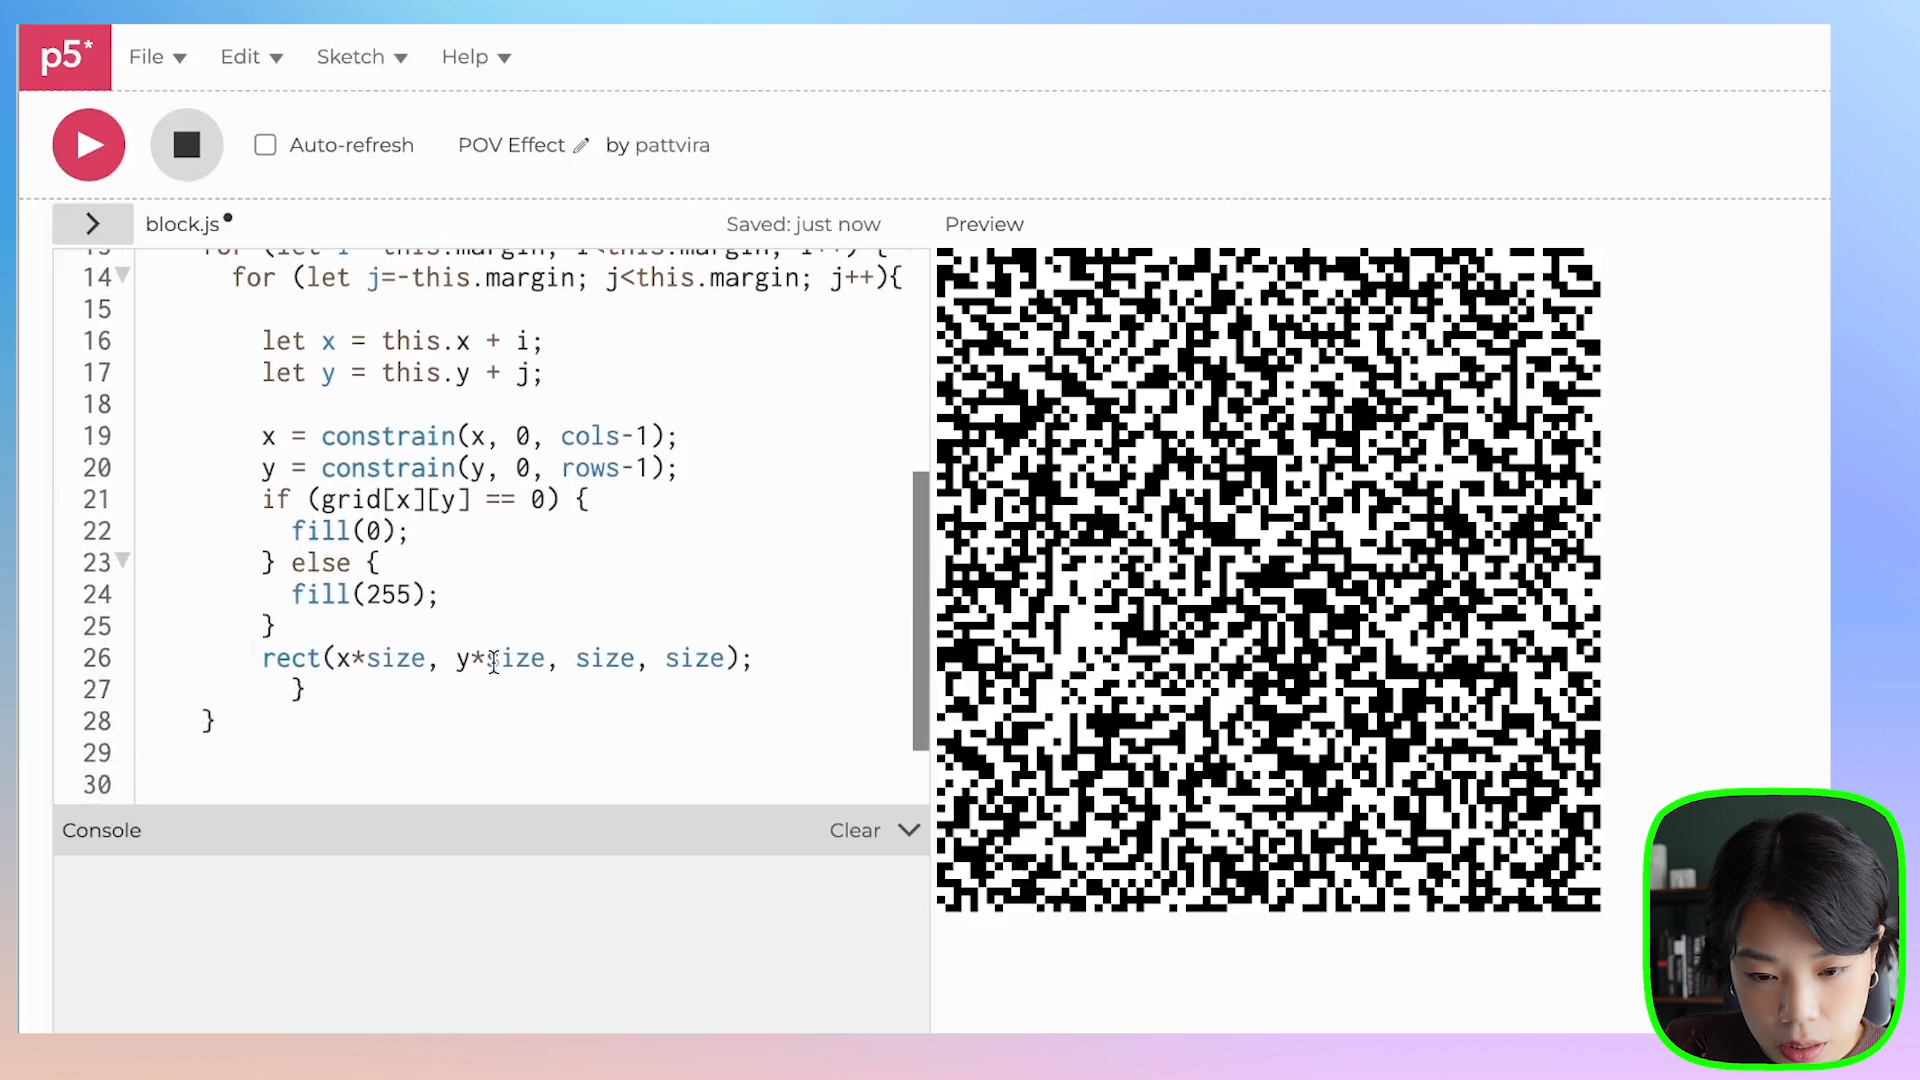 p5*
File
Edit
Sketch
Help
Auto-refresh
POV Effect
by pattvira
block.js
Saved: just now
Preview
14 for (let j=-this.margin; j<this.margin; j++){
15
16 let x = this.x + i;
17 let y = this.y + j;
18
19 x = constrain(x, 0, cols-1);
20 y = constrain(y, 0, rows-1);
21 if (grid[x][y] == 0) {
22 fill(0);
23 } else {
24 fill(255);
25 }
26 rect(x*size, y*size, size, size);
27 }
28 }
29
30
Console
Clear